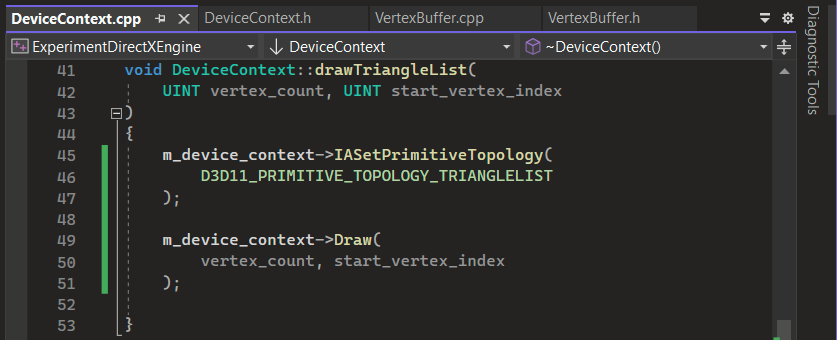 DeviceContext.cpp DeviceContext.h VertexBuffer.cpp VertexBuffer.h
ExperimentDirectXEngine DeviceContext ~DeviceContext()
41 void DeviceContext::drawTriangleList(
42 UINT vertex_count, UINT start_vertex_index
43 )
44 {
45 m_device_context->IASetPrimitiveTopology(
46 D3D11_PRIMITIVE_TOPOLOGY_TRIANGLELIST
47 );
48
49 m_device_context->Draw(
50 vertex_count, start_vertex_index
51 );
52
53 }
Diagnostic Tools